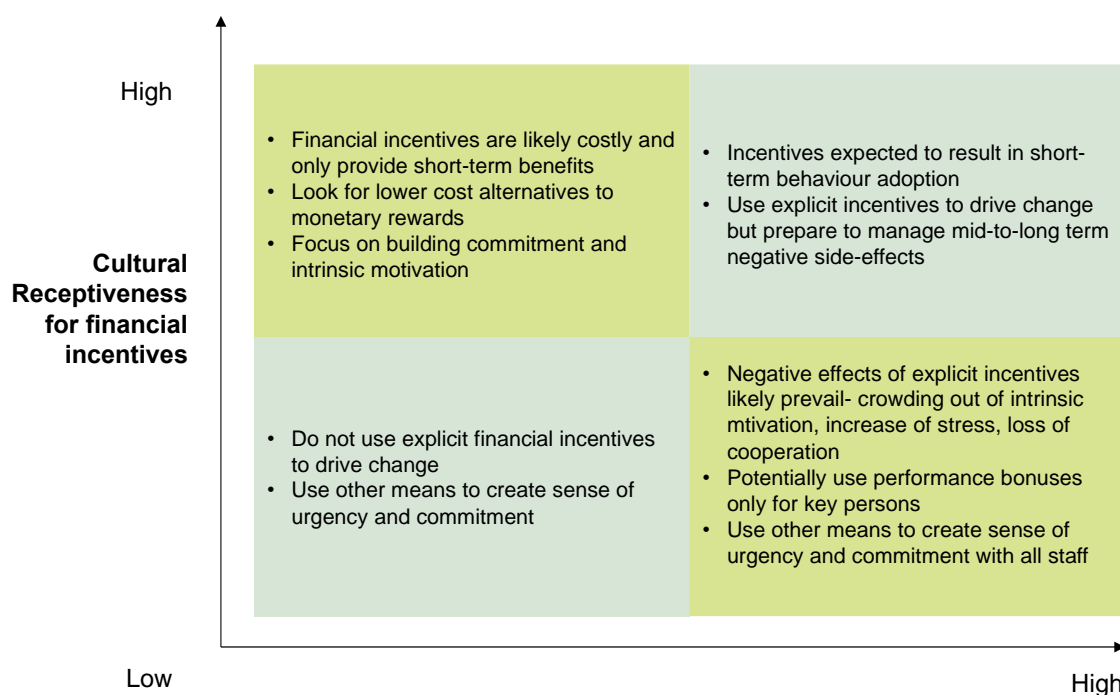 High
• Financial incentives are likely costly and
only provide short-term benefits
• Look for lower cost alternatives to
monetary rewards
• Focus on building commitment and
intrinsic motivation
• Incentives expected to result in short-
term behaviour adoption
• Use explicit incentives to drive change
but prepare to manage mid-to-long term
negative side-effects
Cultural
Receptiveness
for financial
incentives
• Do not use explicit financial incentives
to drive change
• Use other means to create sense of
urgency and commitment
• Negative effects of explicit incentives
likely prevail- crowding out of intrinsic
mtivation, increase of stress, loss of
cooperation
• Potentially use performance bonuses
only for key persons
• Use other means to create sense of
urgency and commitment with all staff
Low
High